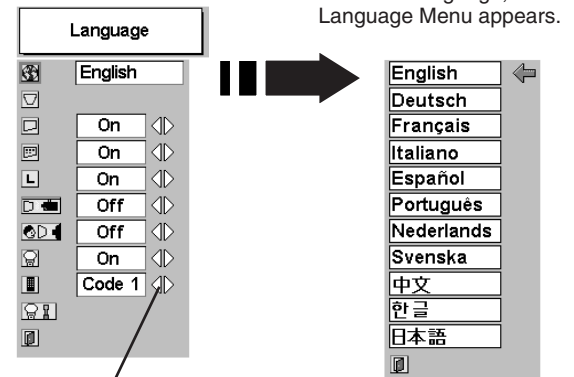 Language Menu appears.
Language
English
On
On
L
On
Off
Off
On
Code 1
English
Deutsch
Français
Italiano
Español
Português
Nederlands
Svenska
中文
한글
日本語